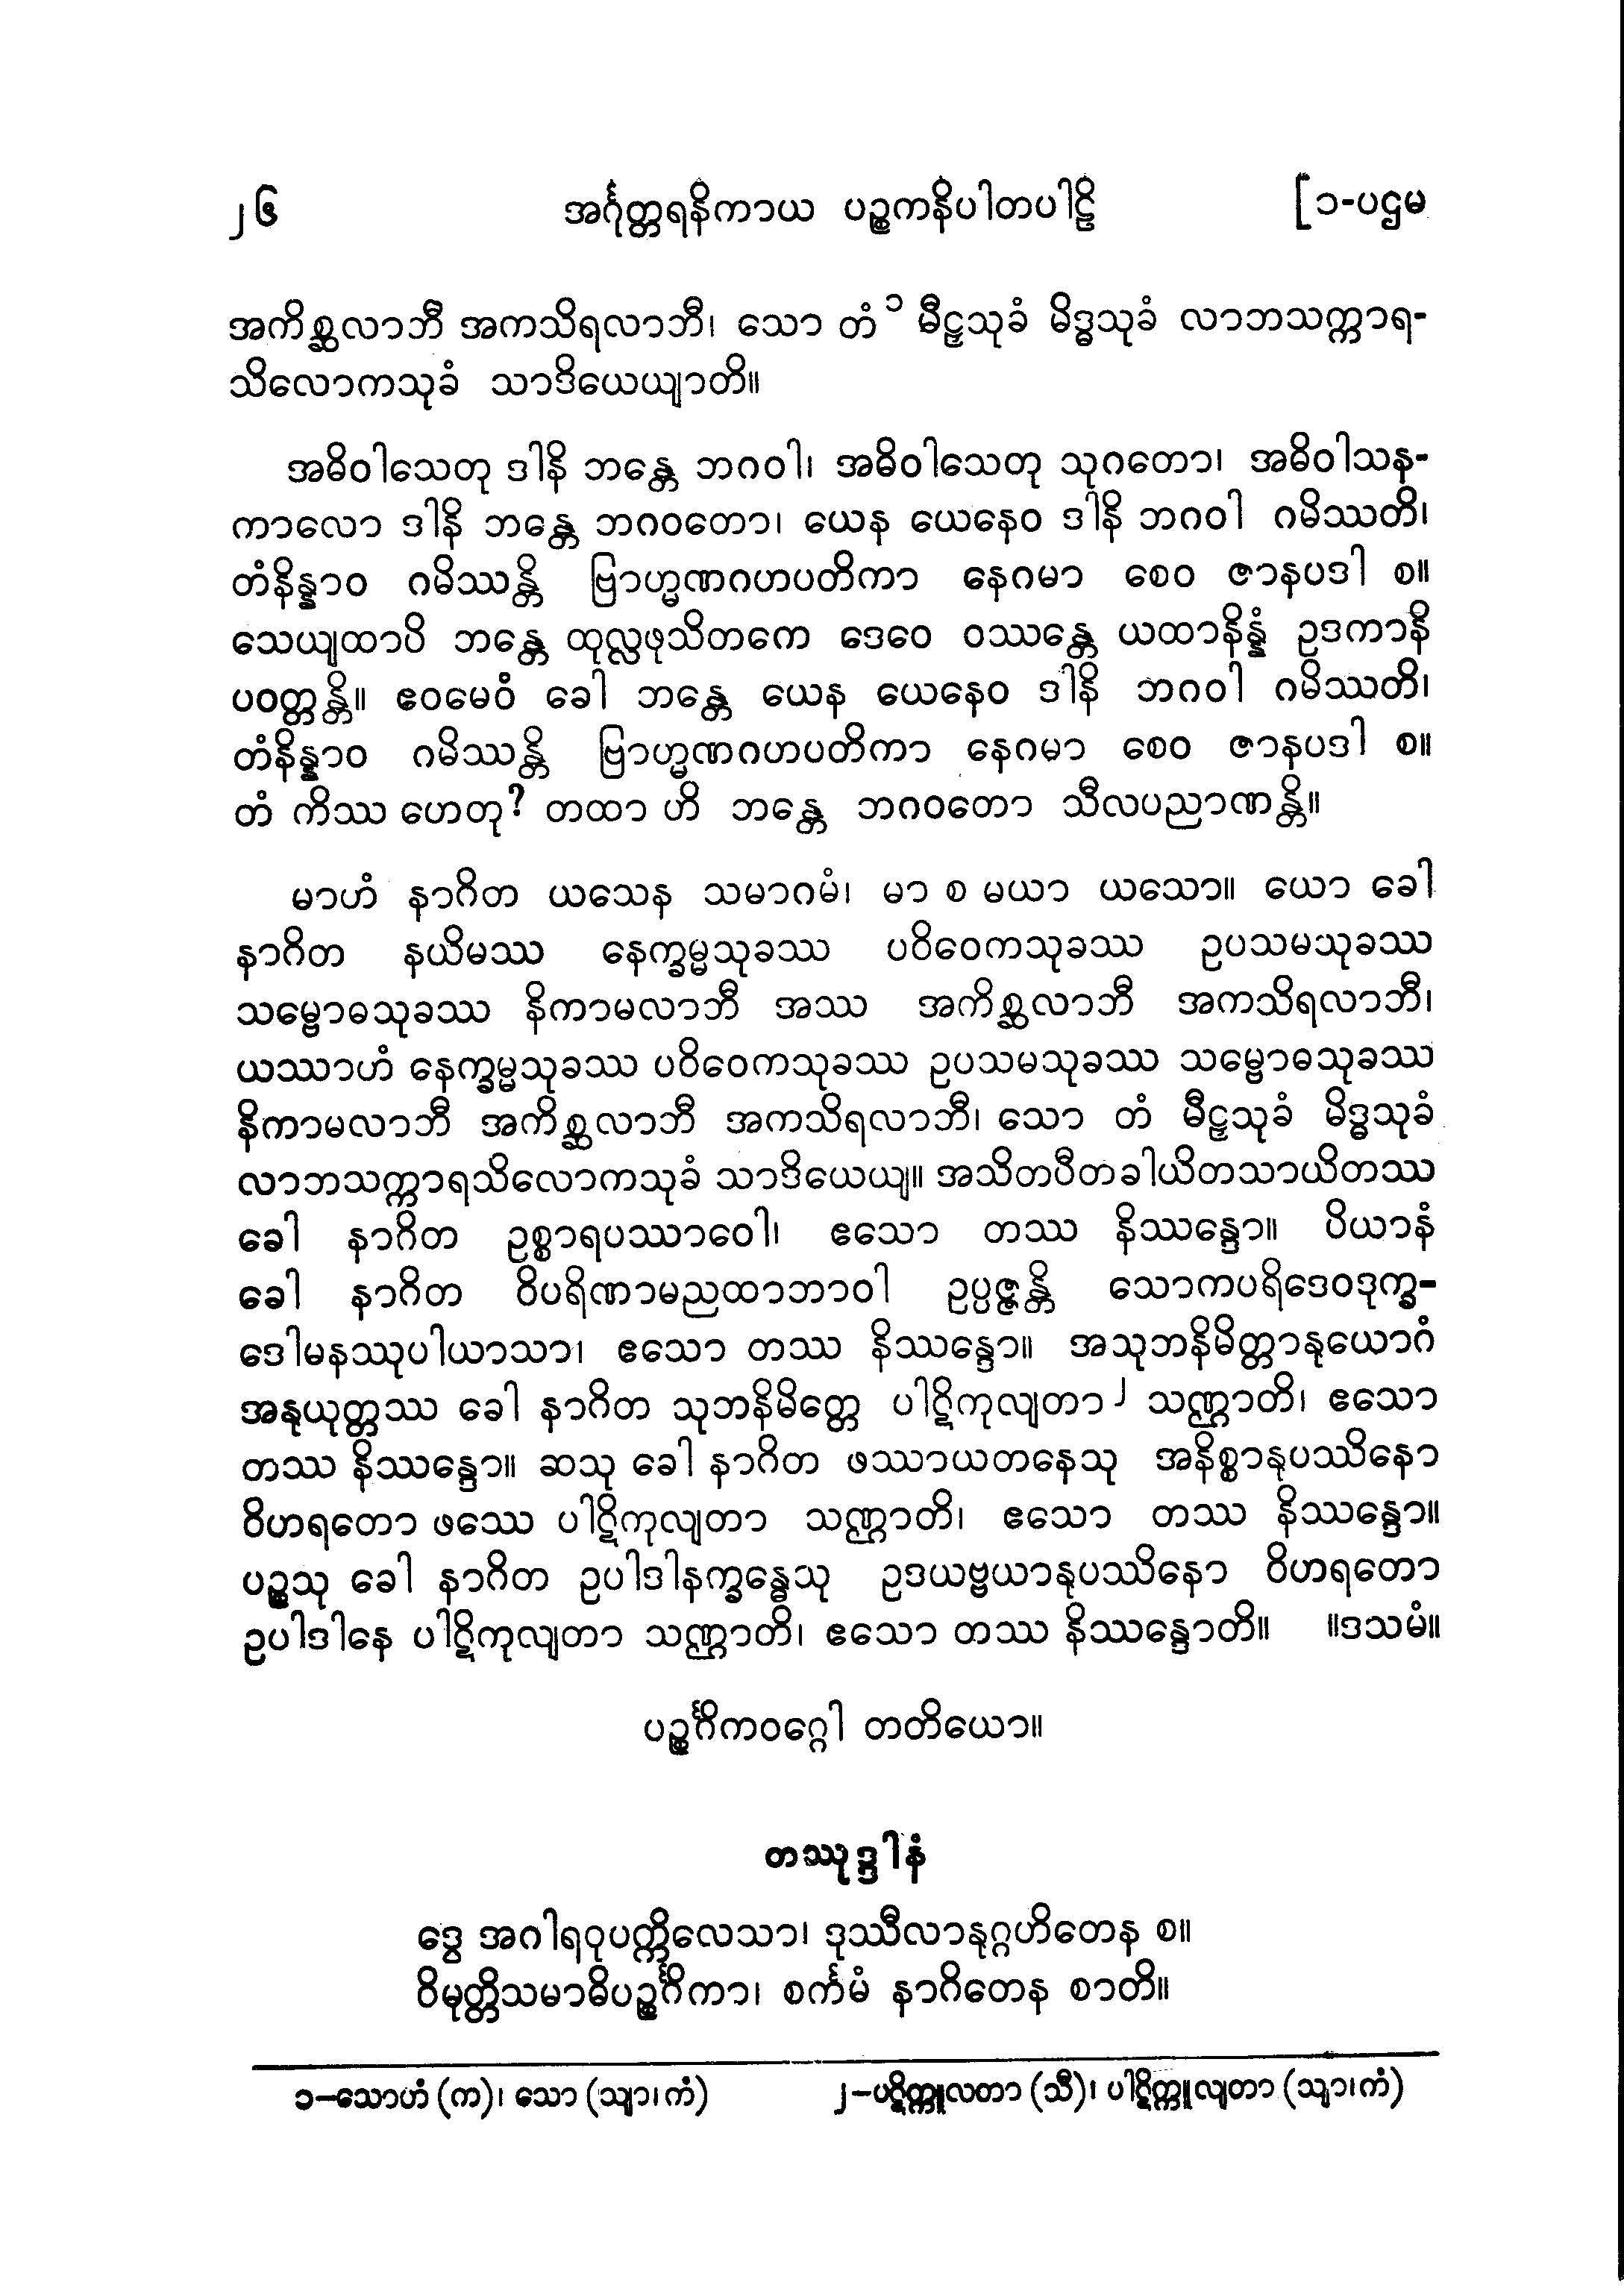 ၂၆ အင်္ဂုတ္တရနိကာယ ပဉ္စကနိပါတပါဠိ [၁-ပဌမ
အကိစ္ဆလာဘီ အကသိရလာဘီ၊ သော တံ ၁ မီဠှသုခံ မိဒ္ဓသုခံ လာဘသက္ကာရ-
သိလောကသုခံ သာဒိယေယျာတိ။
အဓိဝါသေတု ဒါနိ ဘန္တေ ဘဂဝါ၊ အဓိဝါသေတု သုဂတော၊ အဓိဝါသန-
ကာလော ဒါနိ ဘန္တေ ဘဂဝတော၊ ယေန ယေနေဝ ဒါနိ ဘဂဝါ ဂမိဿတိ၊
တံနိန္နာဝ ဂမိဿန္တိ ဗြာဟ္မဏဂဟပတိကာ နေဂမာ စေဝ ဇာနပဒါ စ။
သေယျထာပိ ဘန္တေ ထုလ္လဖုသိတကေ ဒေဝေ ဝဿန္တေ ယထာနိန္နံ ဥဒကာနိ
ပဝတ္တန္တိ။ ဧဝမေဝံ ခေါ ဘန္တေ ယေန ယေနေဝ ဒါနိ ဘဂဝါ ဂမိဿတိ၊
တံနိန္နာဝ ဂမိဿန္တိ ဗြာဟ္မဏဂဟပတိကာ နေဂမာ စေဝ ဇာနပဒါ စ။
တံ ကိဿ ဟေတု? တထာ ဟိ ဘန္တေ ဘဂဝတော သီလပညာဏန္တိ။
မာဟံ နာဂိတ ယသေန သမာဂမံ၊ မာ စ မယာ ယသော။ ယော ခေါ
နာဂိတ နယိမဿ နေက္ခမ္မသုခဿ ပဝိဝေကသုခဿ ဥပသမသုခဿ
သမ္ဗောဓသုခဿ နိကာမလာဘီ အဿ အကိစ္ဆလာဘီ အကသိရလာဘီ၊
ယဿာဟံ နေက္ခမ္မသုခဿ ပဝိဝေကသုခဿ ဥပသမသုခဿ သမ္ဗောဓသုခဿ
နိကာမလာဘီ အကိစ္ဆလာဘီ အကသိရလာဘီ၊ သော တံ မီဠှသုခံ မိဒ္ဓသုခံ
လာဘသက္ကာရသိလောကသုခံ သာဒိယေယျ။ အသိတပီတခါယိတသာယိတဿ
ခေါ နာဂိတ ဥစ္စာရပဿာဝေါ၊ ဧသော တဿ နိဿန္ဒော။ ပိယာနံ
ခေါ နာဂိတ ဝိပရိဏာမညထာဘာဝါ ဥပ္ပဇ္ဇန္တိ သောကပရိဒေဝဒုက္ခ-
ဒေါမနဿုပါယာသာ၊ ဧသော တဿ နိဿန္ဒော။ အသုဘနိမိတ္တာနုယောဂံ
အနုယုတ္တဿ ခေါ နာဂိတ သုဘနိမိတ္တေ ပါဋိကုလျတာ ၂ သဏ္ဌာတိ၊ ဧသော
တဿ နိဿန္ဒော။ ဆသု ခေါ နာဂိတ ဖဿာယတနေသု အနိစ္စာနုပဿိနော
ဝိဟရတော ဖဿေ ပါဋိကုလျတာ သဏ္ဌာတိ၊ ဧသော တဿ နိဿန္ဒော။
ပဉ္စသု ခေါ နာဂိတ ဥပါဒါနက္ခန္ဓေသု ဥဒယဗ္ဗယာနုပဿိနော ဝိဟရတော
ဥပါဒါနေ ပါဋိကုလျတာ သဏ္ဌာတိ၊ ဧသော တဿ နိဿန္ဒောတိ။ ။ဒသမံ။
ပဉ္စင်္ဂိကဝဂ္ဂေါ တတိယော။
တဿုဒ္ဒါနံ
ဒွေ အဂါရဝုပက္ကိလေသာ၊ ဒုဿီလာနုဂ္ဂဟိတေန စ။
ဝိမုတ္တိသမာဓိပဉ္စင်္ဂိကာ၊ စင်္ကမံ နာဂိတေန စာတိ။
၁–သောဟံ (က)၊ သော (သျာ၊ကံ) ၂–ပဋိက္ကူလတာ (သီ)၊ ပါဋိက္ကူလျတာ (သျာ၊ကံ)